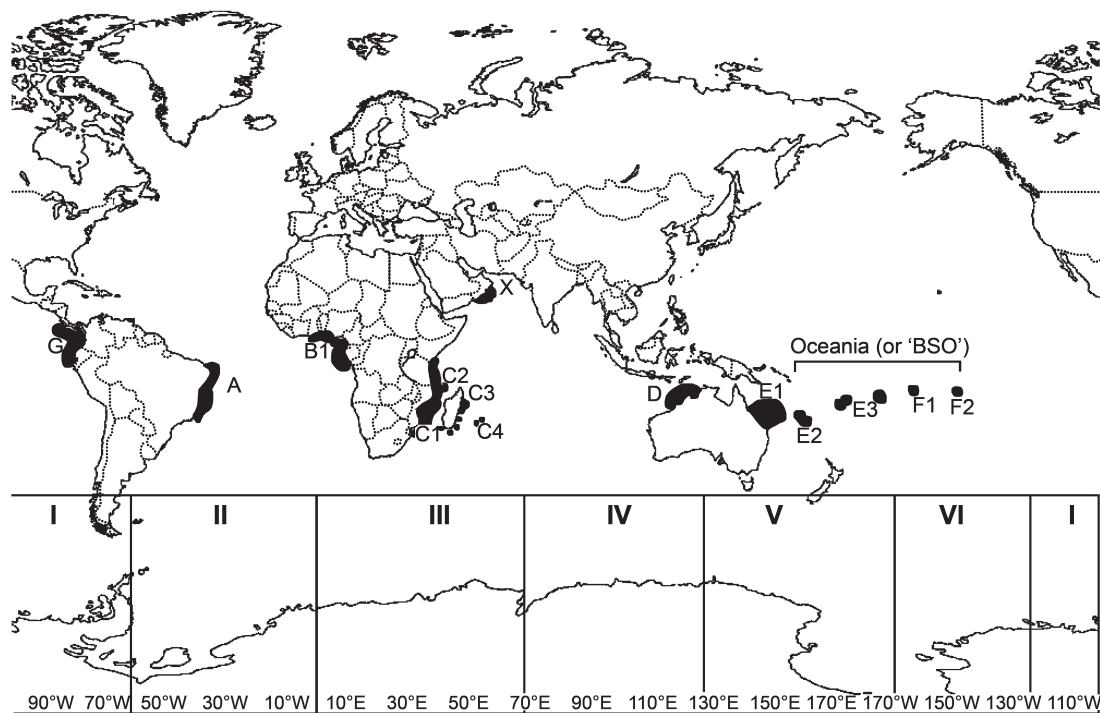 X
G
B1
A
C2
C3
C1
C4
Oceania (or ‘BSO’)
D
E1
E2
E3
F1
F2
I II III IV V VI I
90°W 70°W 50°W 30°W 10°W 10°E 30°E 50°E 70°E 90°E 110°E 130°E 150°E 170°E 170°W 150°W 130°W 110°W